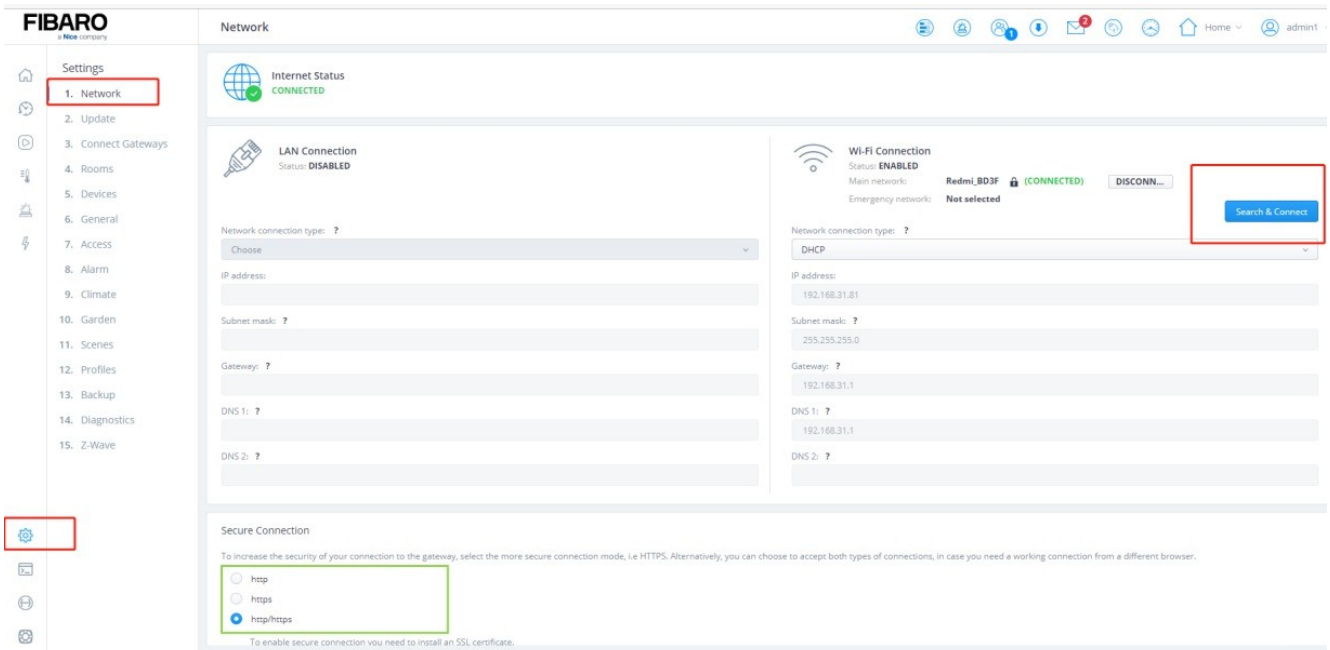 FIBARO
a Nice company
Network
1
2
Home
admin1
Settings
1. Network
2. Update
3. Connect Gateways
4. Rooms
5. Devices
6. General
7. Access
8. Alarm
9. Climate
10. Garden
11. Scenes
12. Profiles
13. Backup
14. Diagnostics
15. Z-Wave
Internet Status
CONNECTED
LAN Connection
Status: DISABLED
Network connection type: ?
Choose
IP address:
Subnet mask: ?
Gateway: ?
DNS 1: ?
DNS 2: ?
Wi-Fi Connection
Status: ENABLED
Main network: Redmi_BD3F (CONNECTED) DISCONN...
Emergency network: Not selected
Search & Connect
Network connection type: ?
DHCP
IP address:
192.168.31.81
Subnet mask: ?
255.255.255.0
Gateway: ?
192.168.31.1
DNS 1: ?
192.168.31.1
DNS 2: ?
Secure Connection
To increase the security of your connection to the gateway, select the more secure connection mode, i.e HTTPS. Alternatively, you can choose to accept both types of connections, in case you need a working connection from a different browser.
http
https
http/https
To enable secure connection you need to install an SSL certificate.